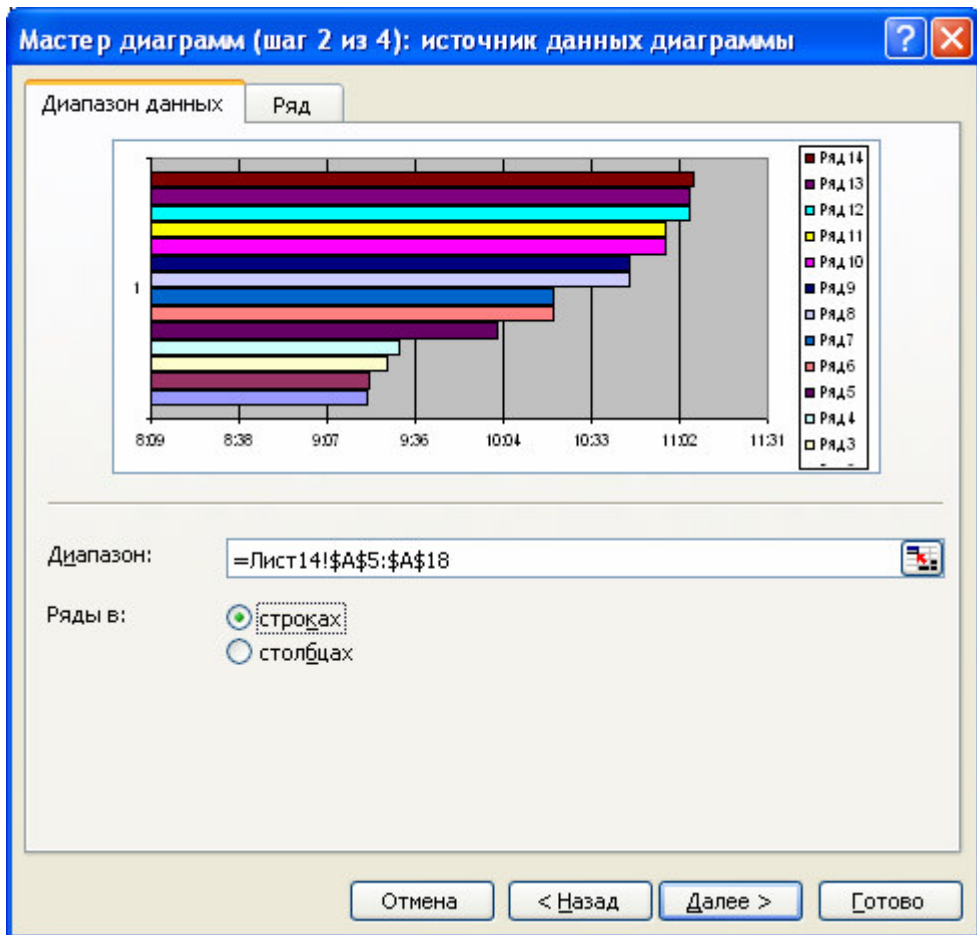 Мастер диаграмм (шаг 2 из 4): источник данных диаграммы
Диапазон данных
Ряд
1
8:09 8:38 9:07 9:36 10:04 10:33 11:02 11:31
Ряд14
Ряд13
Ряд12
Ряд11
Ряд10
Ряд9
Ряд8
Ряд7
Ряд6
Ряд5
Ряд4
Ряд3
Диапазон:
=Лист14!$A$5:$A$18
Ряды в:
строках
столбцах
Отмена
< Назад
Далее >
Готово